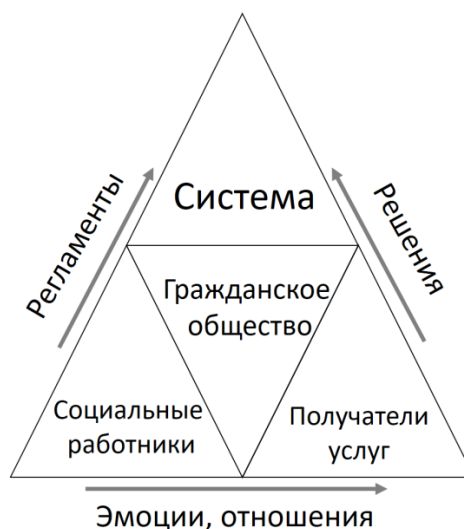 Регламенты
Решения
Система
Гражданское
общество
Социальные
работники
Получатели
услуг
Эмоции, отношения